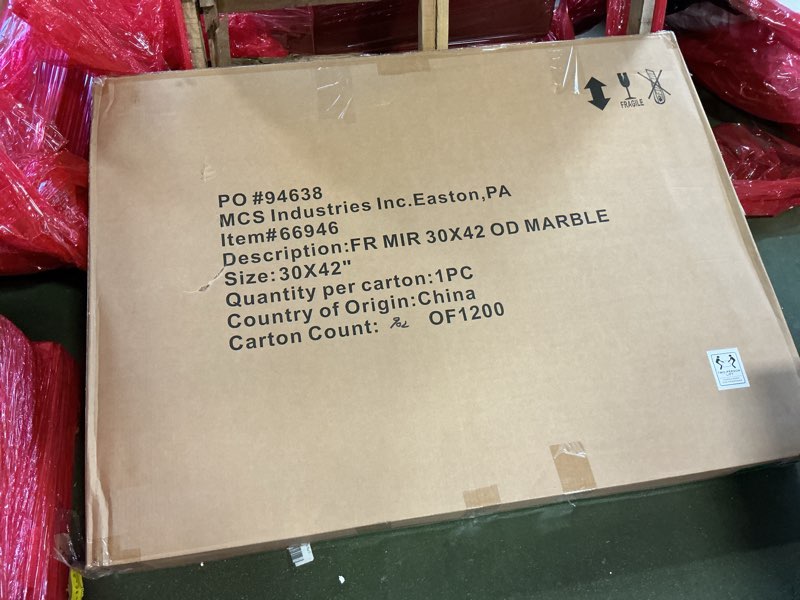 FRAGILE
PO #94638
MCS Industries Inc.Easton,PA
Item#66946
Description:FR MIR 30X42 OD MARBLE
Size:30X42"
Quantity per carton:1PC
Country of Origin:China
Carton Count: OF1200